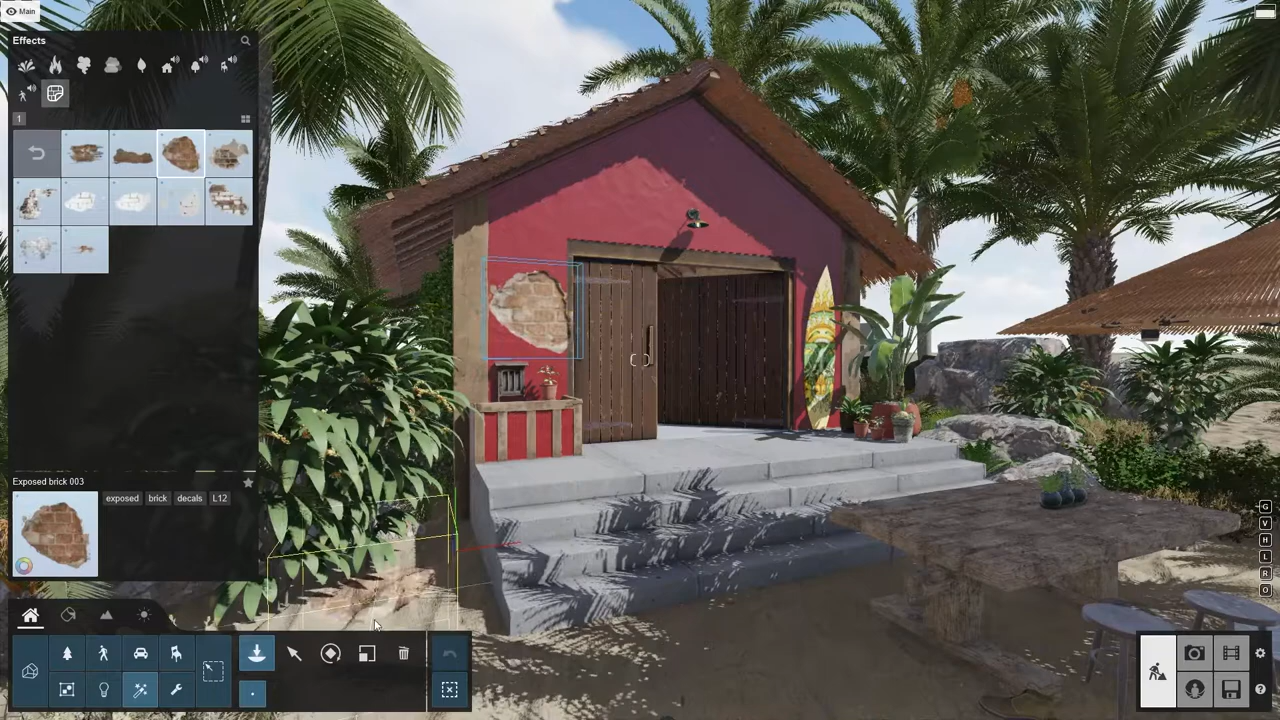 Main
Effects
1
Exposed brick 003
exposed brick decals L12
G
V
H
L
R
O